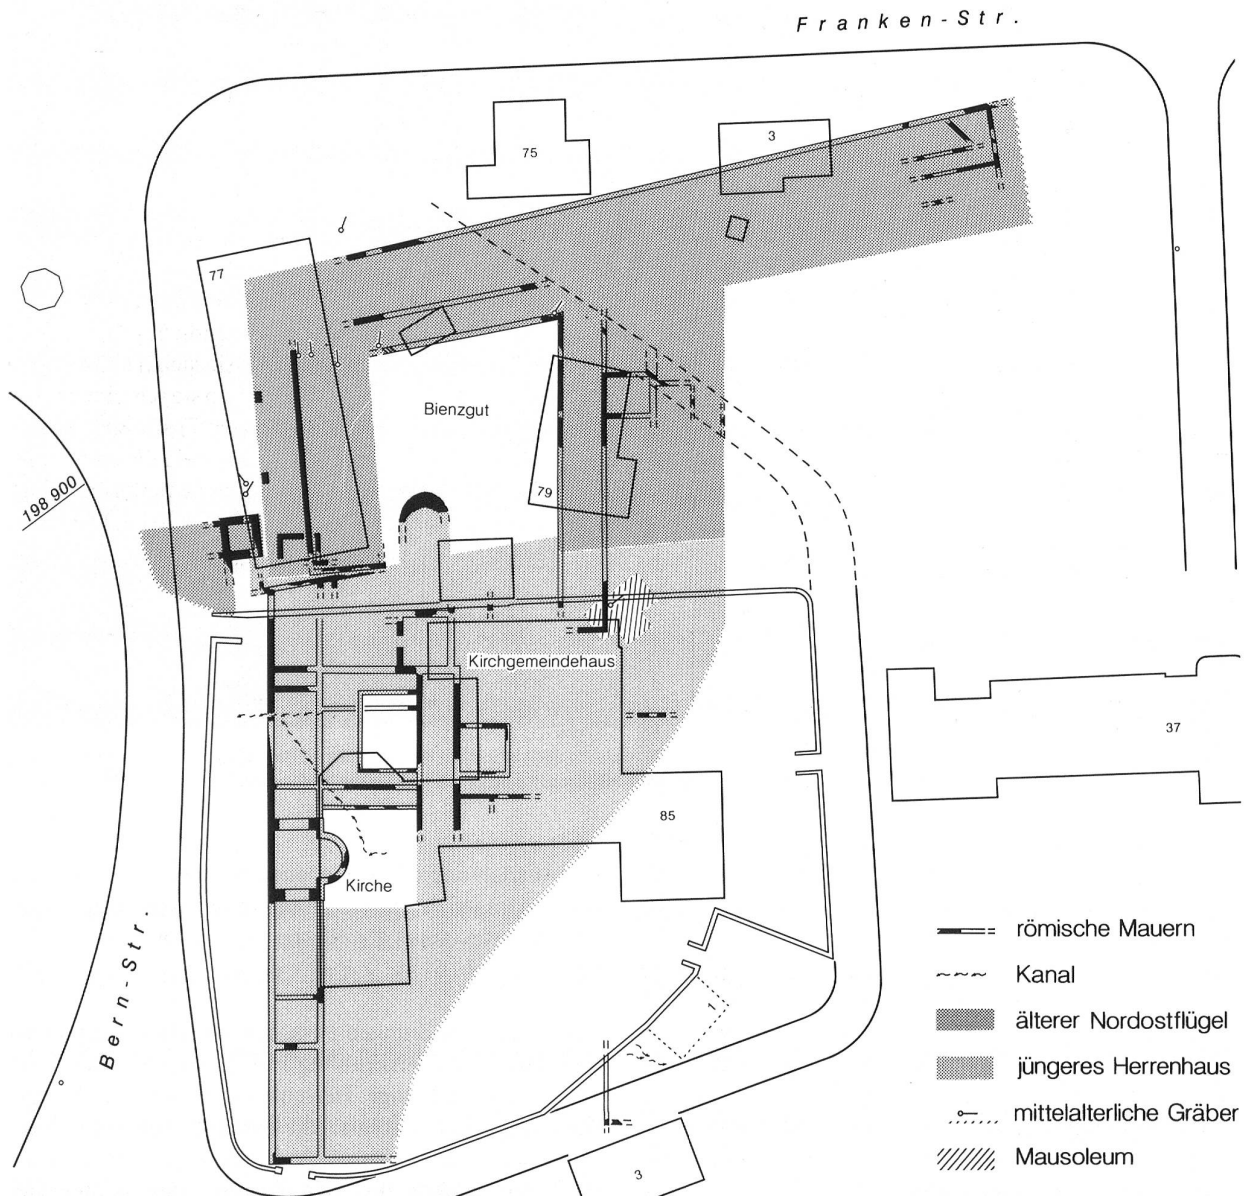 Franken-Str.
75
3
77
Bienzgut
79
198 900
Kirchgemeindehaus
37
85
Kirche
Bern-Str.
1
3
römische Mauern
Kanal
älterer Nordostflügel
jüngeres Herrenhaus
mittelalterliche Gräber
Mausoleum